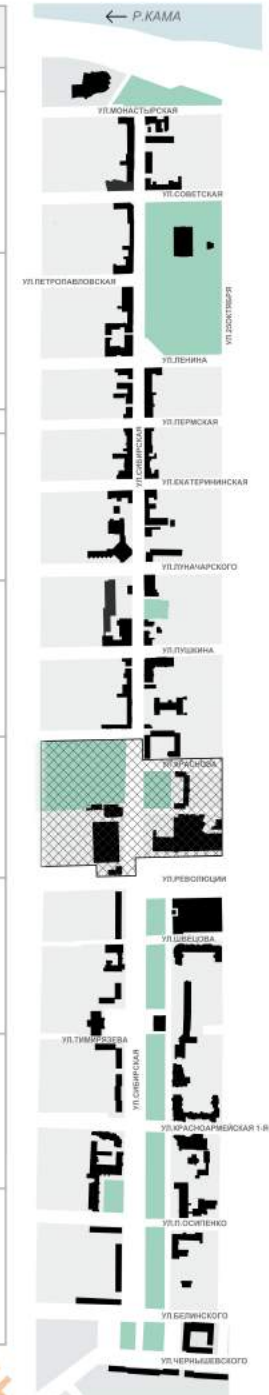 ← Р.КАМА
УЛ.МОНАСТЫРСКАЯ
УЛ.СОВЕТСКАЯ
УЛ.ПЕТРОПАВЛОВСКАЯ
УЛ.25ОКТЯБРЯ
УЛ.ЛЕНИНА
УЛ.ПЕРМСКАЯ
УЛ.СИБИРСКАЯ
УЛ.ЕКАТЕРИНИНСКАЯ
УЛ.ЛУНАЧАРСКОГО
УЛ.ПУШКИНА
УЛ.КРАСНОВА
УЛ.РЕВОЛЮЦИИ
УЛ.ШВЕЦОВА
УЛ.ТИМИРЯЗЕВА
УЛ.СИБИРСКАЯ
УЛ.КРАСНОАРМЕЙСКАЯ 1-Я
УЛ.П.ОСИПЕНКО
УЛ.БЕЛИНСКОГО
УЛ.ЧЕРНЫШЕВСКОГО